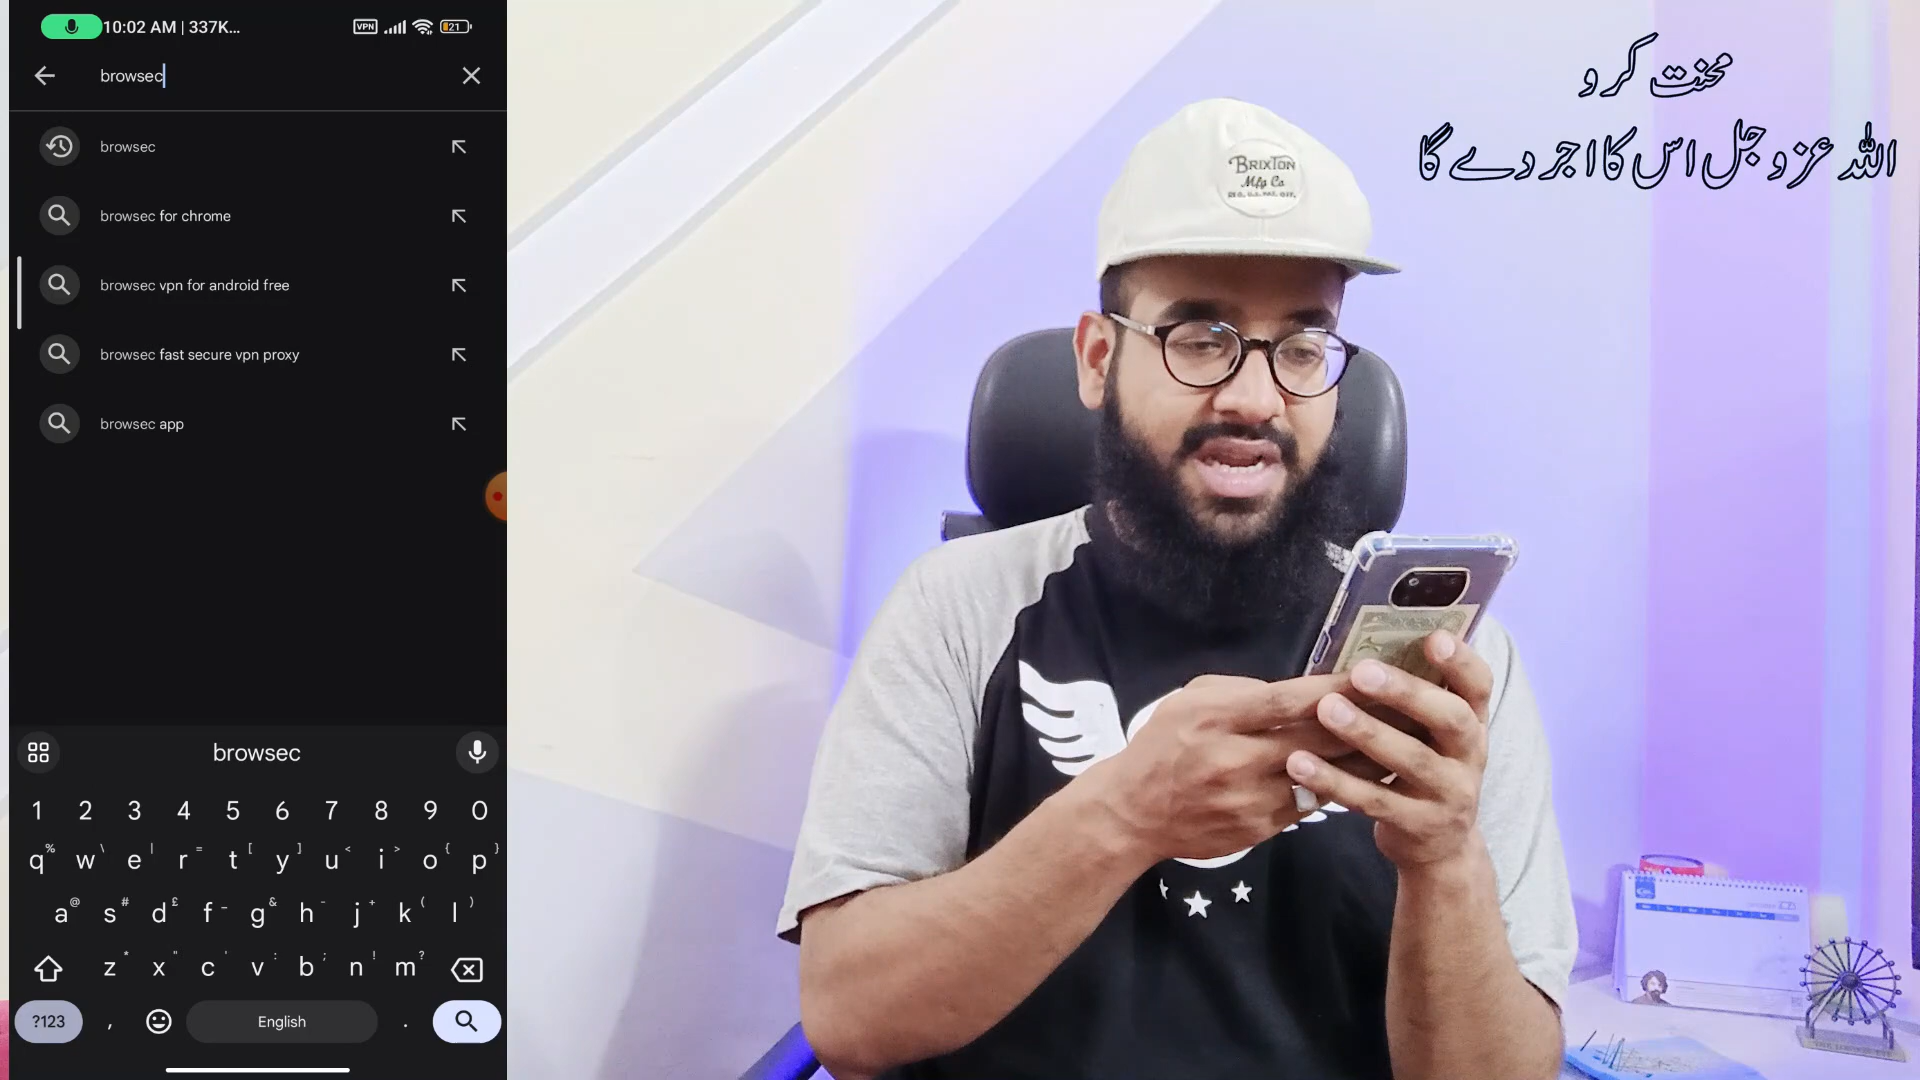 10:02 AM | 337K...
VPN
21
browsec
browsec
browsec for chrome
browsec vpn for android free
browsec fast secure vpn proxy
browsec app
browsec
1 2 3 4 5 6 7 8 9 0
q% w\ e| r= t[ y] u< i> o{ p}
a@ s# d£ f- g& h- j+ k( l)
z* x" c' v: b; n! m?
?123 , English .
محنت کرو
اللہ عزوجل اس کا اجر دے گا
BRIXTON
Mfg Co